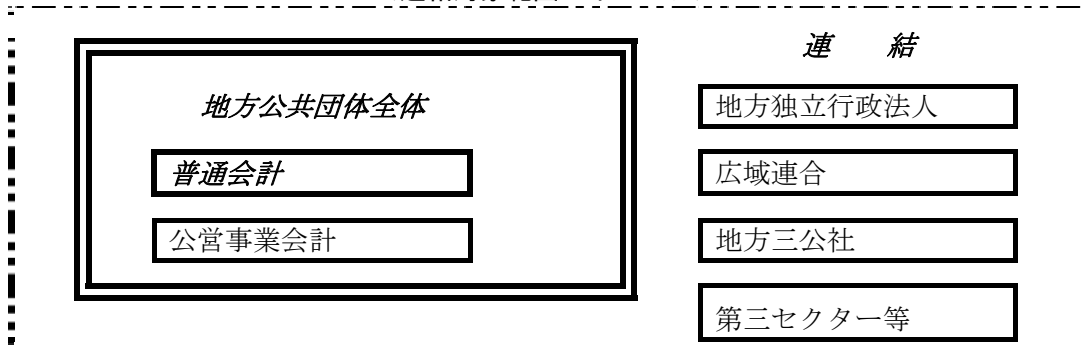 連　結
地方公共団体全体
普通会計
公営事業会計
地方独立行政法人
広域連合
地方三公社
第三セクター等